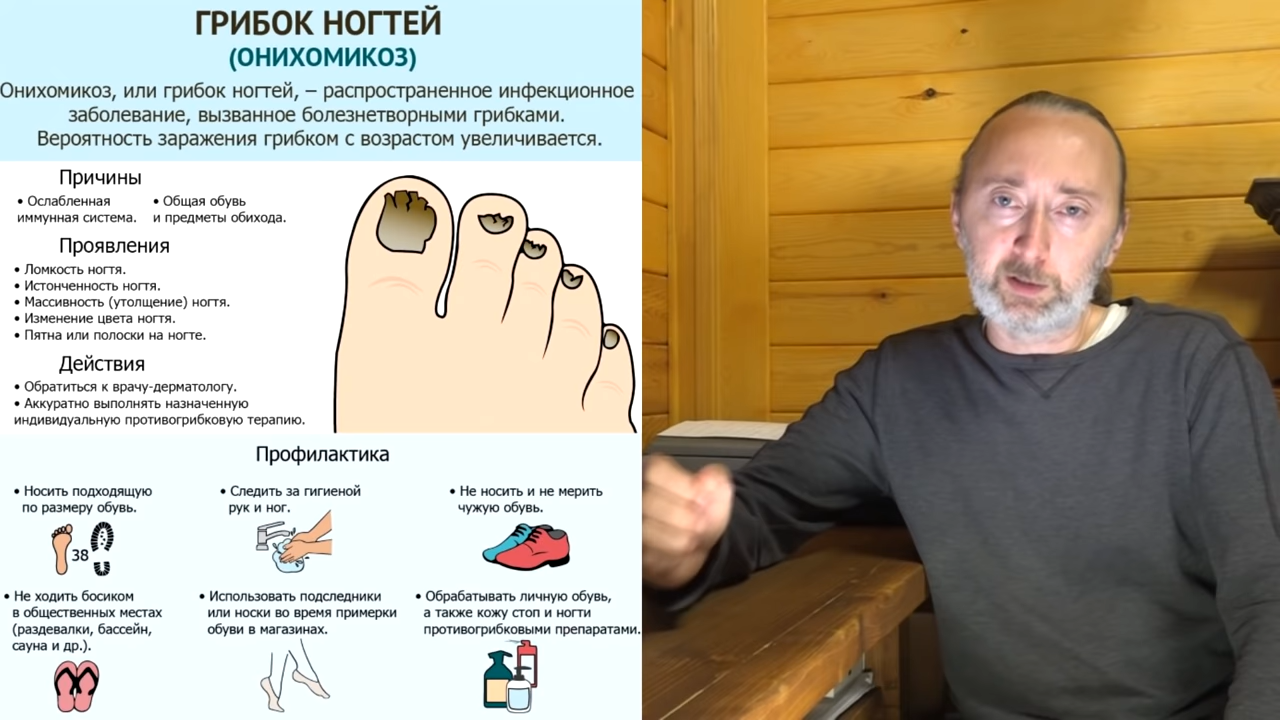 ГРИБОК НОГТЕЙ
(ОНИХОМИКОЗ)
Онихомикоз, или грибок ногтей, – распространенное инфекционное
заболевание, вызванное болезнетворными грибками.
Вероятность заражения грибком с возрастом увеличивается.
Причины
• Ослабленная
иммунная система.
• Общая обувь
и предметы обихода.
Проявления
• Ломкость ногтя.
• Истонченность ногтя.
• Массивность (утолщение) ногтя.
• Изменение цвета ногтя.
• Пятна или полоски на ногте.
Действия
• Обратиться к врачу-дерматологу.
• Аккуратно выполнять назначенную
индивидуальную противогрибковую терапию.
Профилактика
• Носить подходящую
по размеру обувь.
38
• Следить за гигиеной
рук и ног.
• Не носить и не мерить
чужую обувь.
• Не ходить босиком
в общественных местах
(раздевалки, бассейн,
сауна и др.).
• Использовать подследники
или носки во время примерки
обуви в магазинах.
• Обрабатывать личную обувь,
а также кожу стоп и ногти
противогрибковыми препаратами.